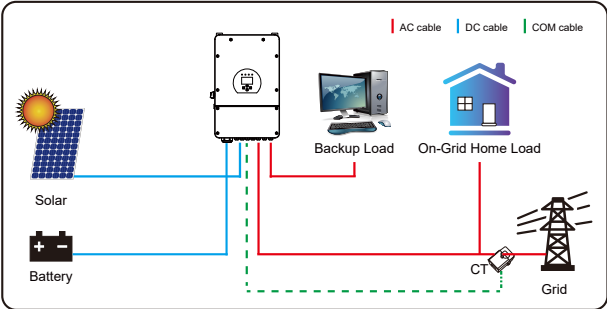 AC cable
DC cable
COM cable
Backup Load
On-Grid Home Load
Solar
Battery
CT
Grid